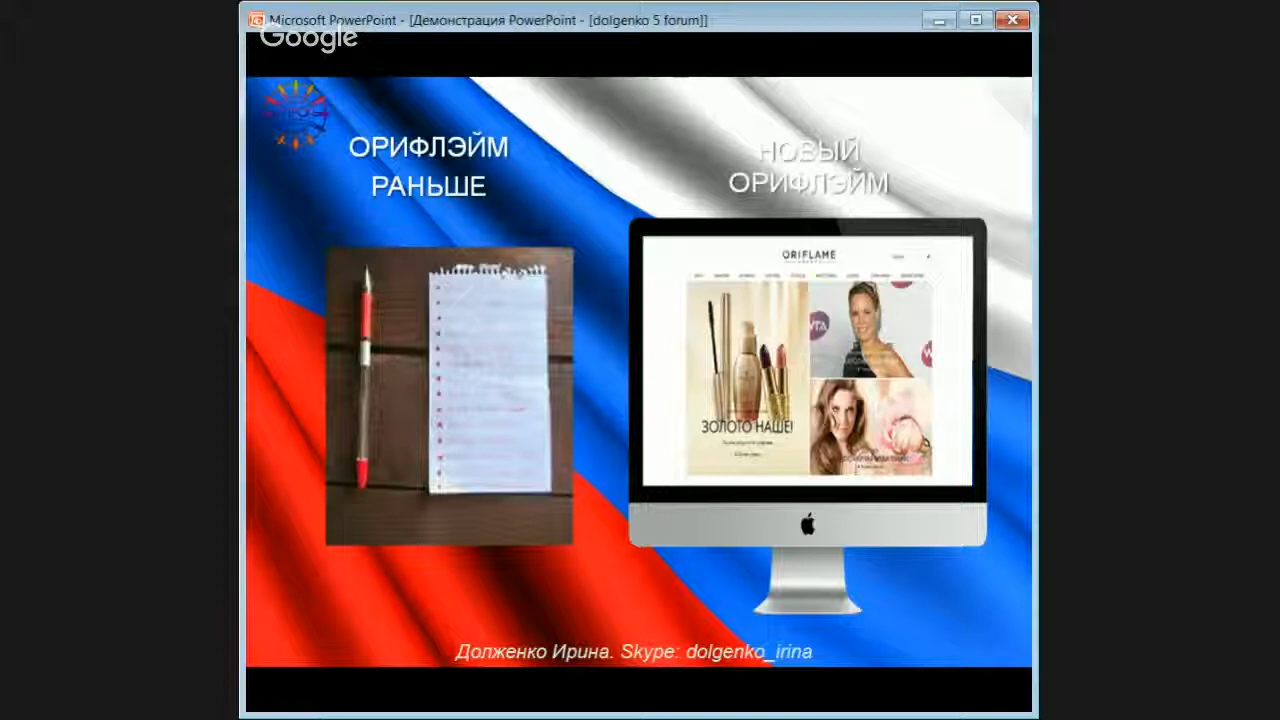 Microsoft PowerPoint - [Демонстрация PowerPoint - [dolgenko 5 forum]]
Google
ОРИФЛЭЙМ
РАНЬШЕ
НОВЫЙ
ОРИФЛЭЙМ
ORIFLAME
WTA
W
ЗОЛОТО НАШЕ!
Долженко Ирина. Skype: dolgenko_irina